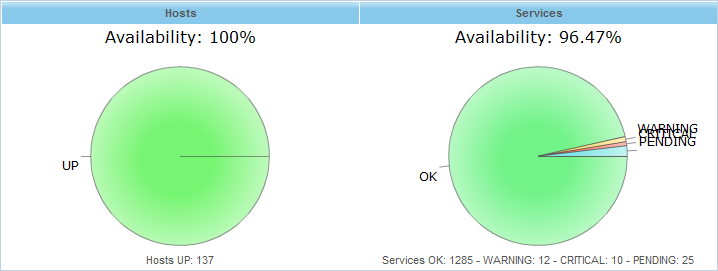 Hosts
Services
Availability: 100%
Availability: 96.47%
UP
OK
WARNING
CRITICAL
PENDING
Hosts UP: 137
Services OK: 1285 - WARNING: 12 - CRITICAL: 10 - PENDING: 25